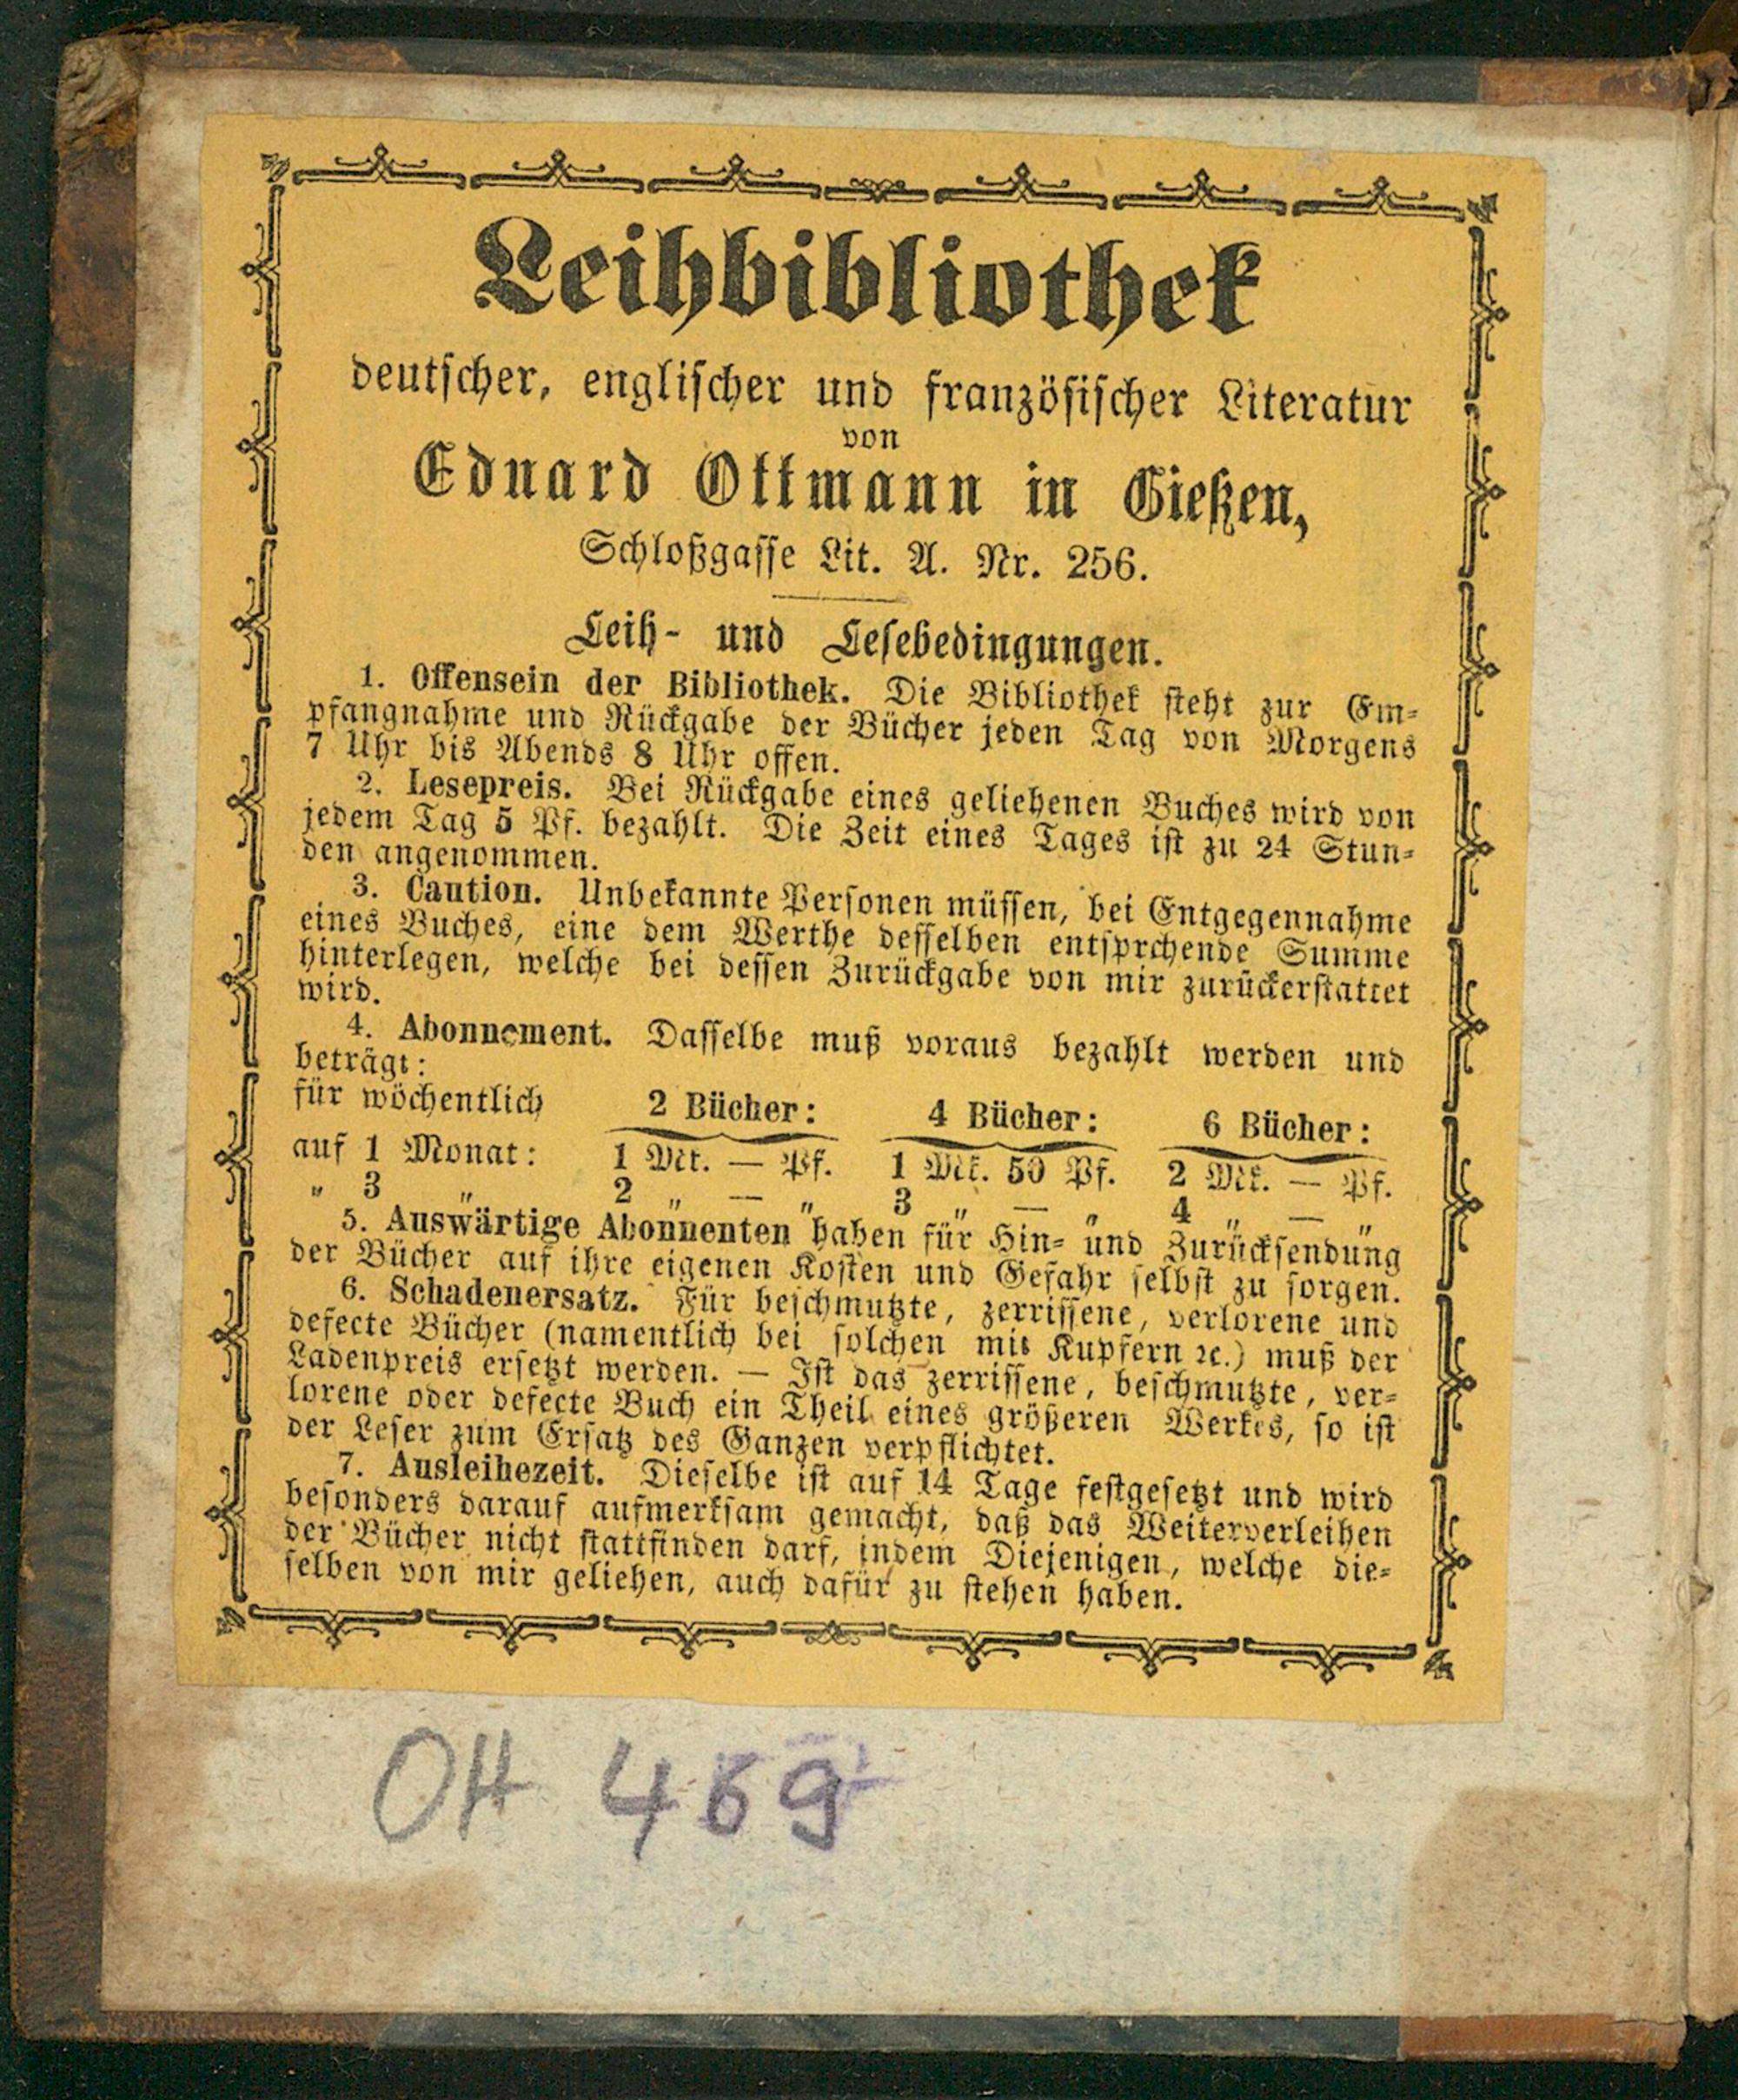 Leihbibliothek
deutscher, englischer und französischer Literatur
von
Eduard Ottmann in Gießen,
Schloßgasse Lit. A. Nr. 256.
Leih- und Lesebedingungen.
1. Offensein der Bibliothek. Die Bibliothek steht zur Em-
pfangnahme und Rückgabe der Bücher jeden Tag von Morgens
7 Uhr bis Abends 8 Uhr offen.
2. Lesepreis. Bei Rückgabe eines geliehenen Buches wird von
jedem Tag 5 Pf. bezahlt. Die Zeit eines Tages ist zu 24 Stun-
den angenommen.
3. Caution. Unbekannte Personen müssen, bei Entgegennahme
eines Buches, eine dem Werthe desselben entsprchende Summe
hinterlegen, welche bei dessen Zurückgabe von mir zurückerstattet
wird.
4. Abonnement. Dasselbe muß voraus bezahlt werden und
beträgt:
für wöchentlich 2 Bücher: 4 Bücher: 6 Bücher:
auf 1 Monat: 1 Mk. — Pf. 1 Mk. 50 Pf. 2 Mk. — Pf.
" 3 " 2 " — " 3 " — " 4 " — "
5. Auswärtige Abonnenten haben für Hin- und Zurücksendung
der Bücher auf ihre eigenen Kosten und Gefahr selbst zu sorgen.
6. Schadenersatz. Für beschmutzte, zerrissene, verlorene und
defecte Bücher (namentlich bei solchen mit Kupfern ꝛc.) muß der
Ladenpreis ersetzt werden. — Ist das zerrissene, beschmutzte, ver-
lorene oder defecte Buch ein Theil eines größeren Werkes, so ist
der Leser zum Ersatz des Ganzen verpflichtet.
7. Ausleihezeit. Dieselbe ist auf 14 Tage festgesetzt und wird
besonders darauf aufmerksam gemacht, daß das Weiterverleihen
der Bücher nicht stattfinden darf, indem Diejenigen, welche die-
selben von mir geliehen, auch dafür zu stehen haben.
OH 469